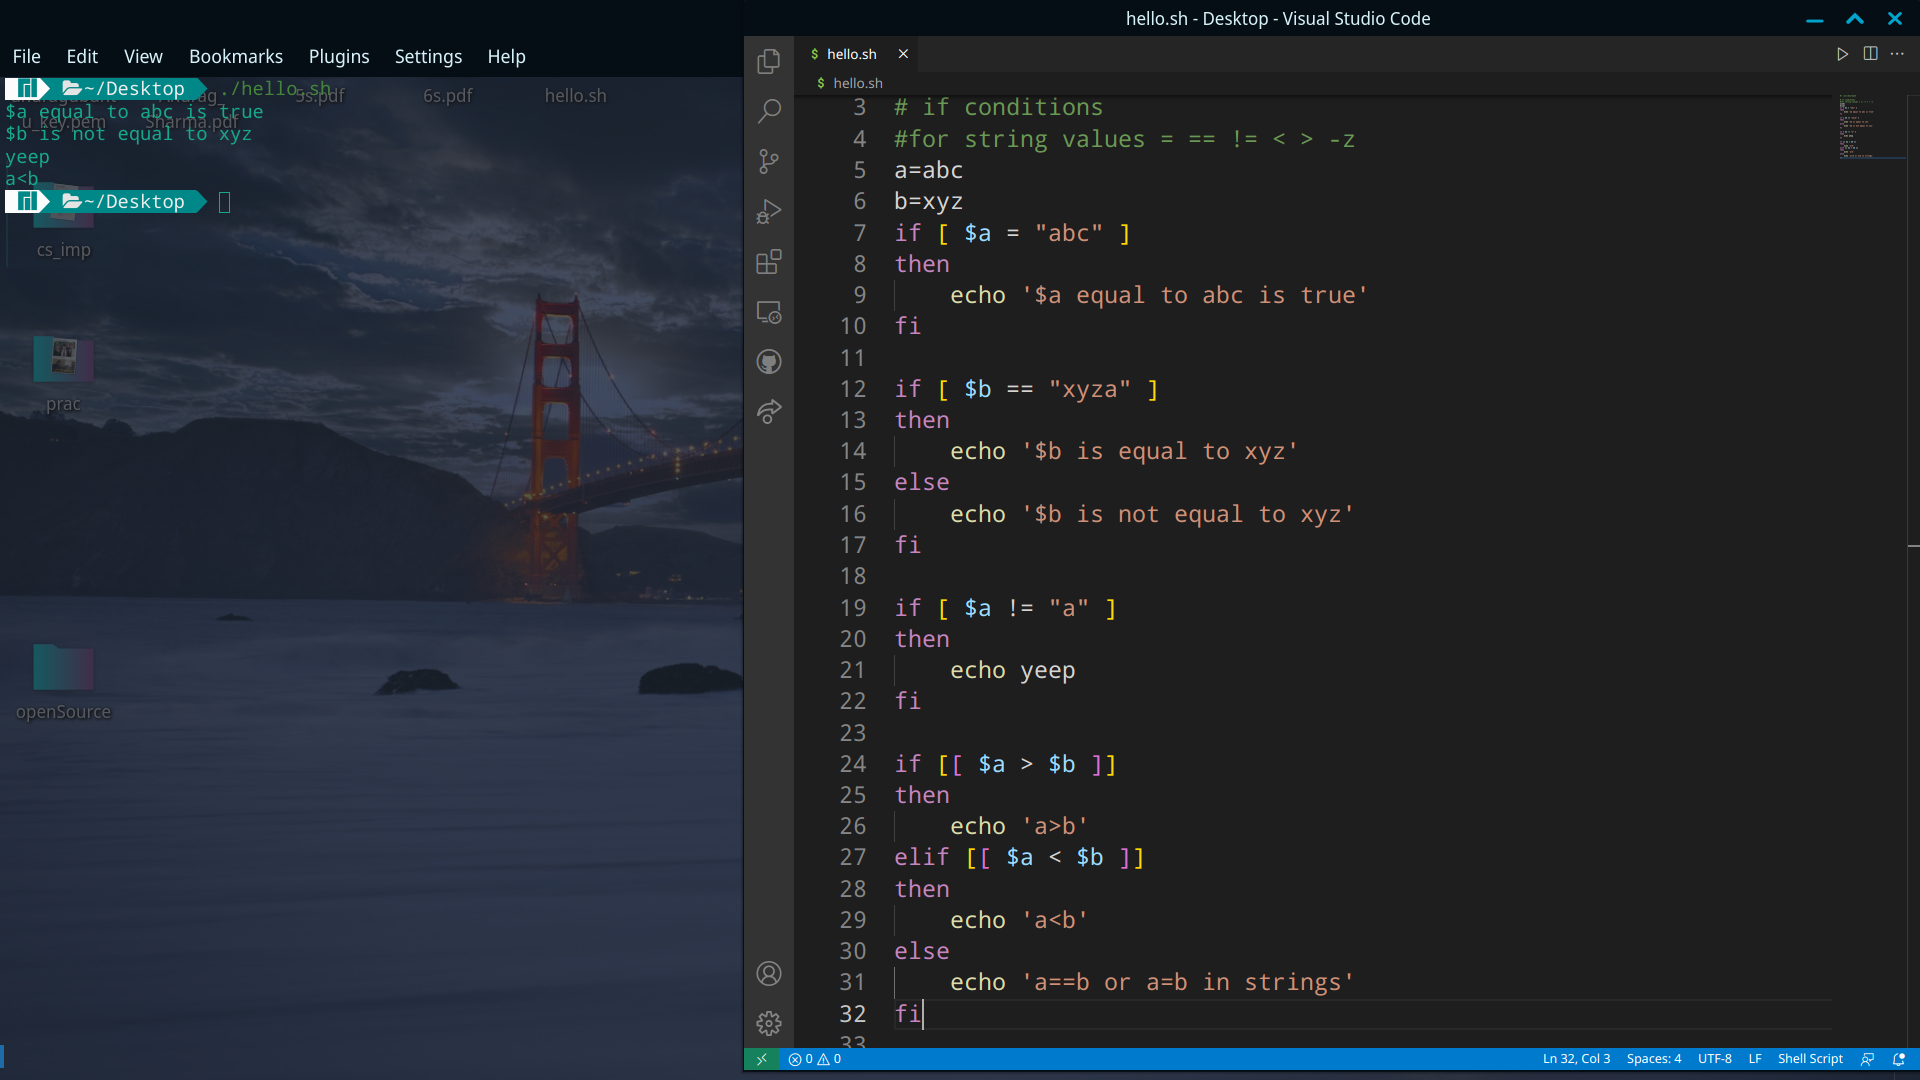 File Edit View Bookmarks Plugins Settings Help
~/Desktop ./hello.sh
$a equal to abc is true
$b is not equal to xyz
yeep
a<b
~/Desktop
5s.pdf 6s.pdf hello.sh
u_key.pem Sharma.pdf
cs_imp
prac
openSource
hello.sh - Desktop - Visual Studio Code
$ hello.sh
$ hello.sh
3 # if conditions
4 #for string values = == != < > -z
5 a=abc
6 b=xyz
7 if [ $a = "abc" ]
8 then
9     echo '$a equal to abc is true'
10 fi
11
12 if [ $b == "xyza" ]
13 then
14     echo '$b is equal to xyz'
15 else
16     echo '$b is not equal to xyz'
17 fi
18
19 if [ $a != "a" ]
20 then
21     echo yeep
22 fi
23
24 if [[ $a > $b ]]
25 then
26     echo 'a>b'
27 elif [[ $a < $b ]]
28 then
29     echo 'a<b'
30 else
31     echo 'a==b or a=b in strings'
32 fi
33
0 0 Ln 32, Col 3 Spaces: 4 UTF-8 LF Shell Script